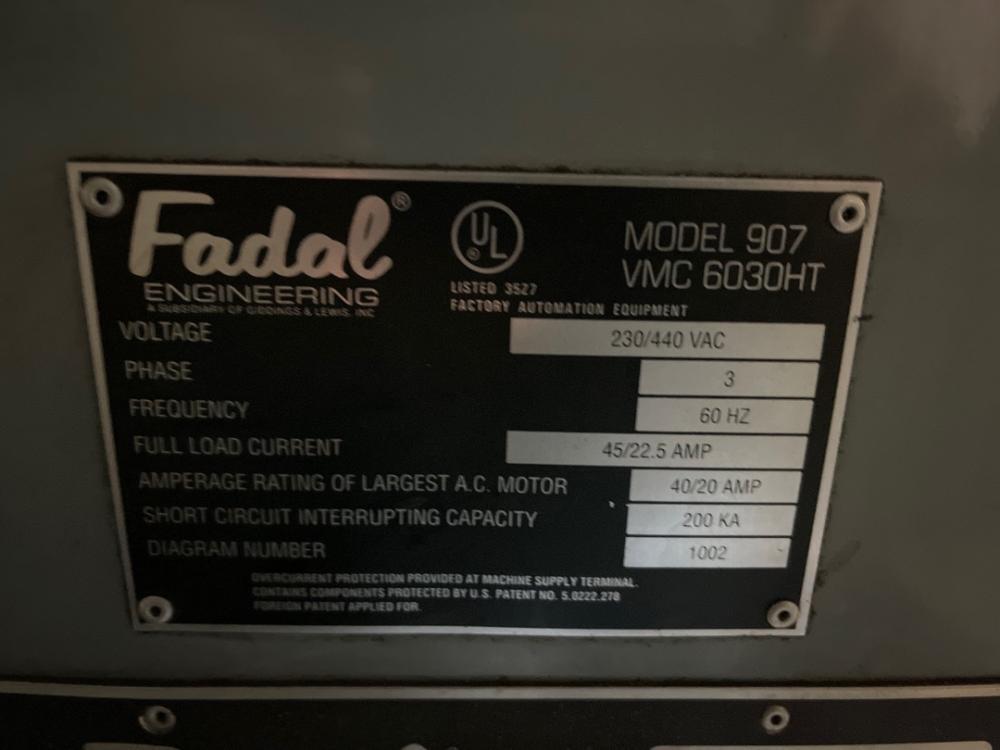 Fadal®
ENGINEERING
A SUBSIDIARY OF GIDDINGS & LEWIS, INC
UL ®
LISTED 3527
FACTORY AUTOMATION EQUIPMENT
MODEL 907
VMC 6030HT
VOLTAGE 230/440 VAC
PHASE 3
FREQUENCY 60 HZ
FULL LOAD CURRENT 45/22.5 AMP
AMPERAGE RATING OF LARGEST A.C. MOTOR 40/20 AMP
SHORT CIRCUIT INTERRUPTING CAPACITY 200 KA
DIAGRAM NUMBER 1002
OVERCURRENT PROTECTION PROVIDED AT MACHINE SUPPLY TERMINAL.
CONTAINS COMPONENTS PROTECTED BY U.S. PATENT NO. 5.0222.278
FOREIGN PATENT APPLIED FOR.